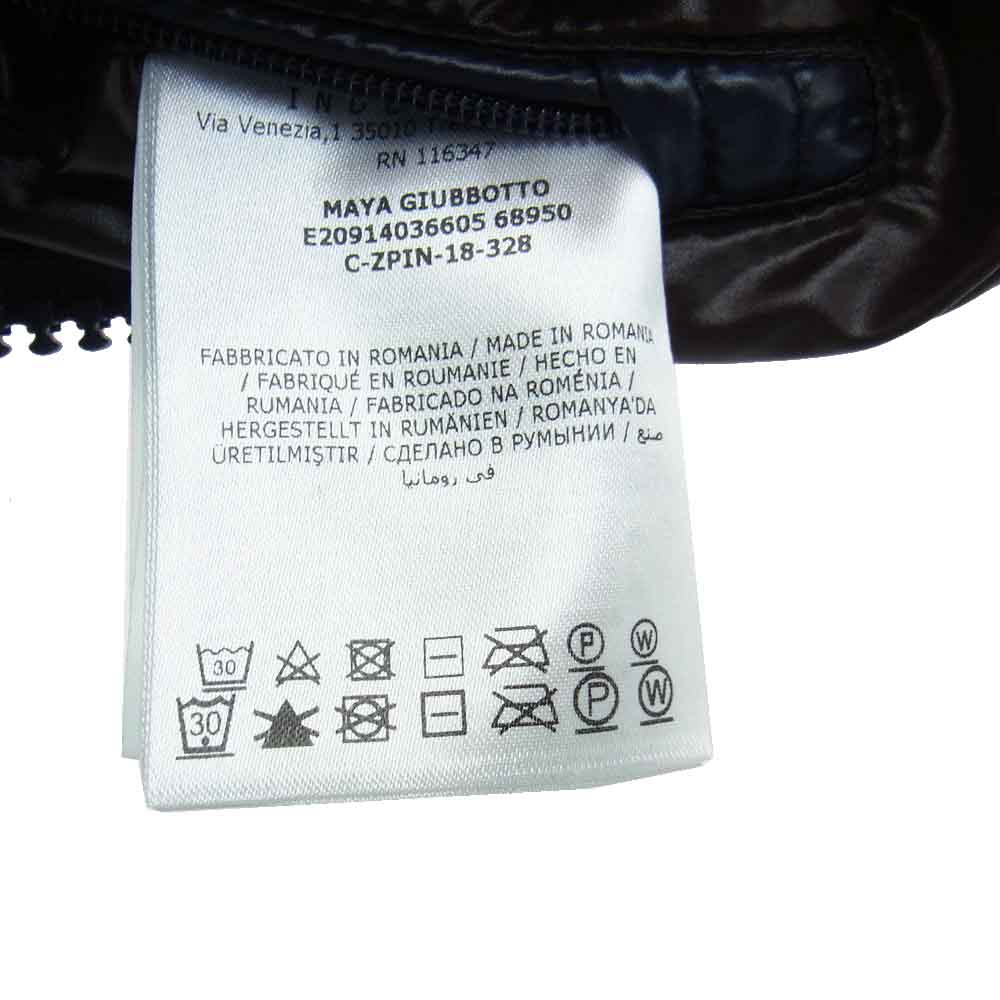 Via Venezia,1 35010
RN 116347
MAYA GIUBBOTTO
E20914036605 68950
C-ZPIN-18-328
FABBRICATO IN ROMANIA / MADE IN ROMANIA
/ FABRIQUÉ EN ROUMANIE / HECHO EN
RUMANIA / FABRICADO NA ROMÉNIA /
HERGESTELLT IN RUMÄNIEN / ROMANYA'DA
ÜRETILMIŞTIR / СДЕЛАНО В РУМЫНИИ / صنع
في رومانيا
30 P W
30 P W